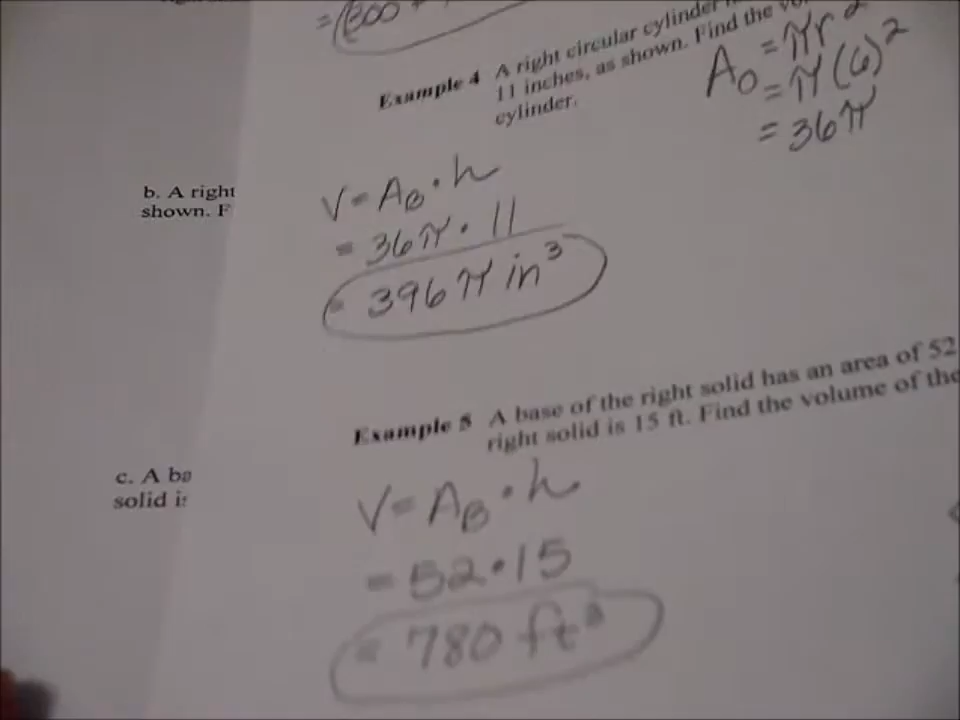 = (300
Example 4 A right circular cylinder
11 inches, as shown. Find the
cylinder.
A○ = πr²
= π(6)²
= 36π
b. A right
shown. F
V = A_B · h
= 36π · 11
= 396π in³
Example 5 A base of the right solid has an area of 52
right solid is 15 ft. Find the volume of the
c. A ba
solid is
V = A_B · h
= 52 · 15
= 780 ft³